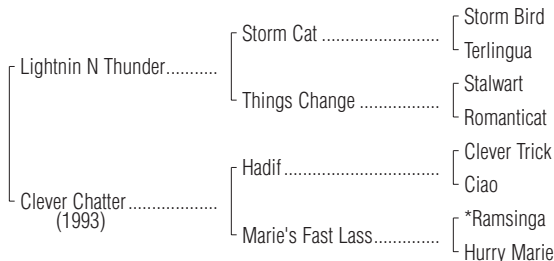 Storm Bird
Storm Cat ........................
Terlingua
Lightnin N Thunder...........
Stalwart
Things Change ................
Romanticat
Clever Trick
Hadif ...............................
Ciao
Clever Chatter ..................
(1993)
*Ramsinga
Marie's Fast Lass.............
Hurry Marie